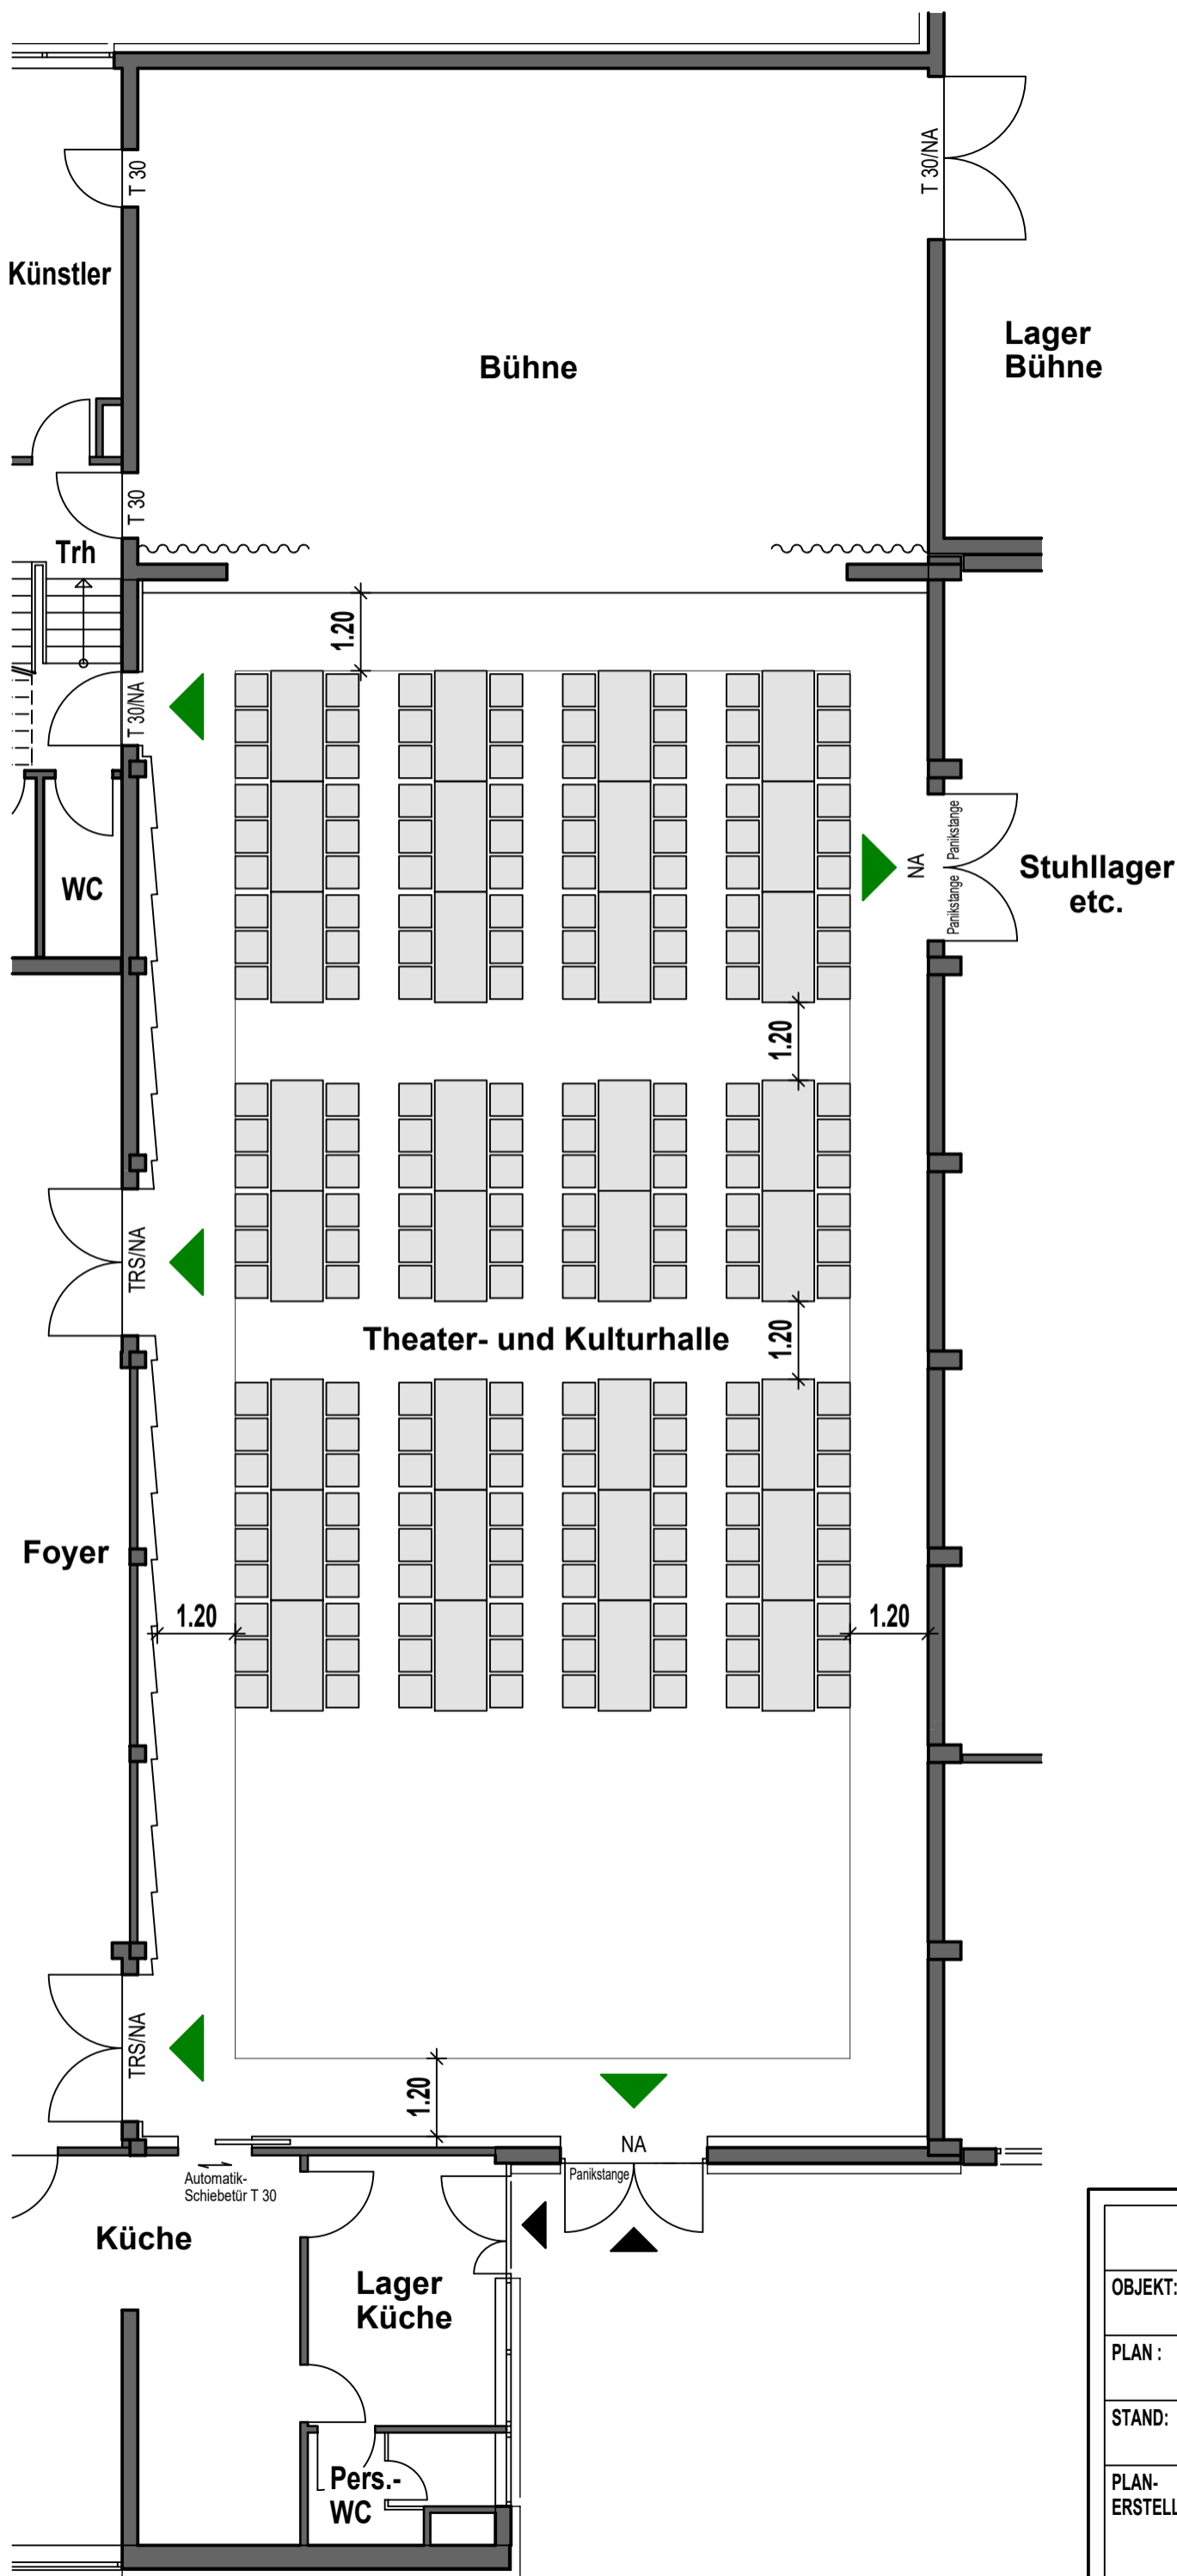 T 30/NA
T 30
Künstler
Lager
Bühne
Bühne
T 30
Trh
1.20
T 30/NA
Panikstange
Panikstange
NA
Stuhllager
etc.
WC
1.20
TRS/NA
Theater- und Kulturhalle
1.20
Foyer
1.20
1.20
TRS/NA
1.20
NA
Panikstange
Automatik-
Schiebetür T 30
Küche
Lager
Küche
OBJEKT:
PLAN :
STAND:
Pers.-
WC
PLAN-
ERSTELL